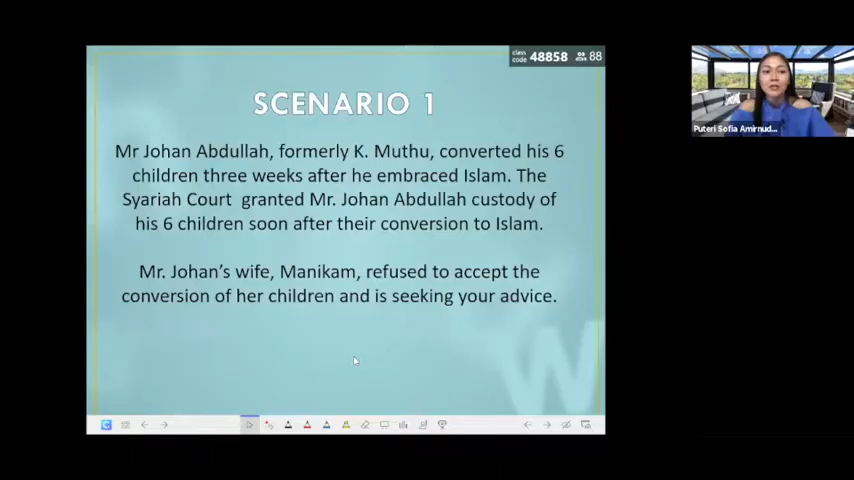 class code 48858 88
SCENARIO 1
Mr Johan Abdullah, formerly K. Muthu, converted his 6
children three weeks after he embraced Islam. The
Syariah Court granted Mr. Johan Abdullah custody of
his 6 children soon after their conversion to Islam.
Mr. Johan's wife, Manikam, refused to accept the
conversion of her children and is seeking your advice.
W
Puteri Sofia Amirnud...